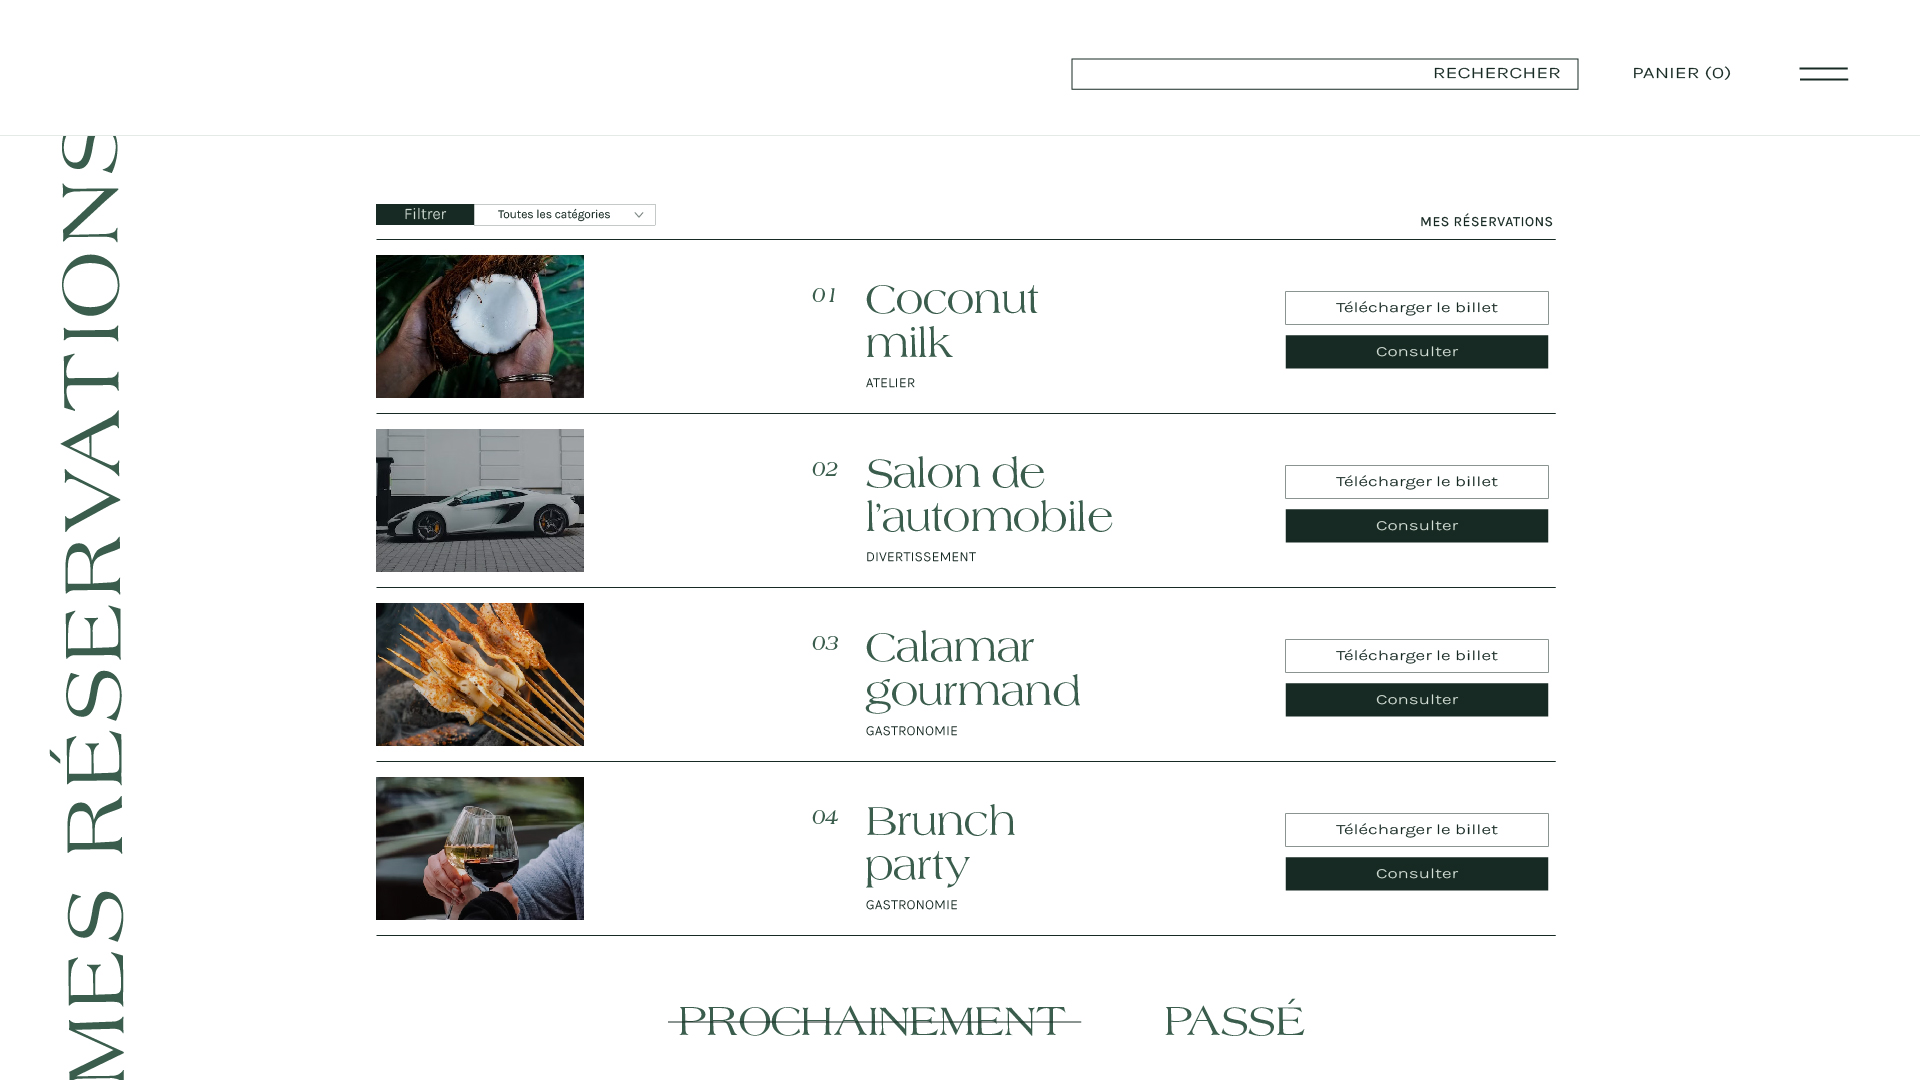 RECHERCHER
PANIER (0)
MES RÉSERVATIONS
Filtrer
Toutes les catégories
MES RÉSERVATIONS
01
Coconut
milk
ATELIER
Télécharger le billet
Consulter
02
Salon de
l’automobile
DIVERTISSEMENT
Télécharger le billet
Consulter
03
Calamar
gourmand
GASTRONOMIE
Télécharger le billet
Consulter
04
Brunch
party
GASTRONOMIE
Télécharger le billet
Consulter
PROCHAINEMENT
PASSÉ